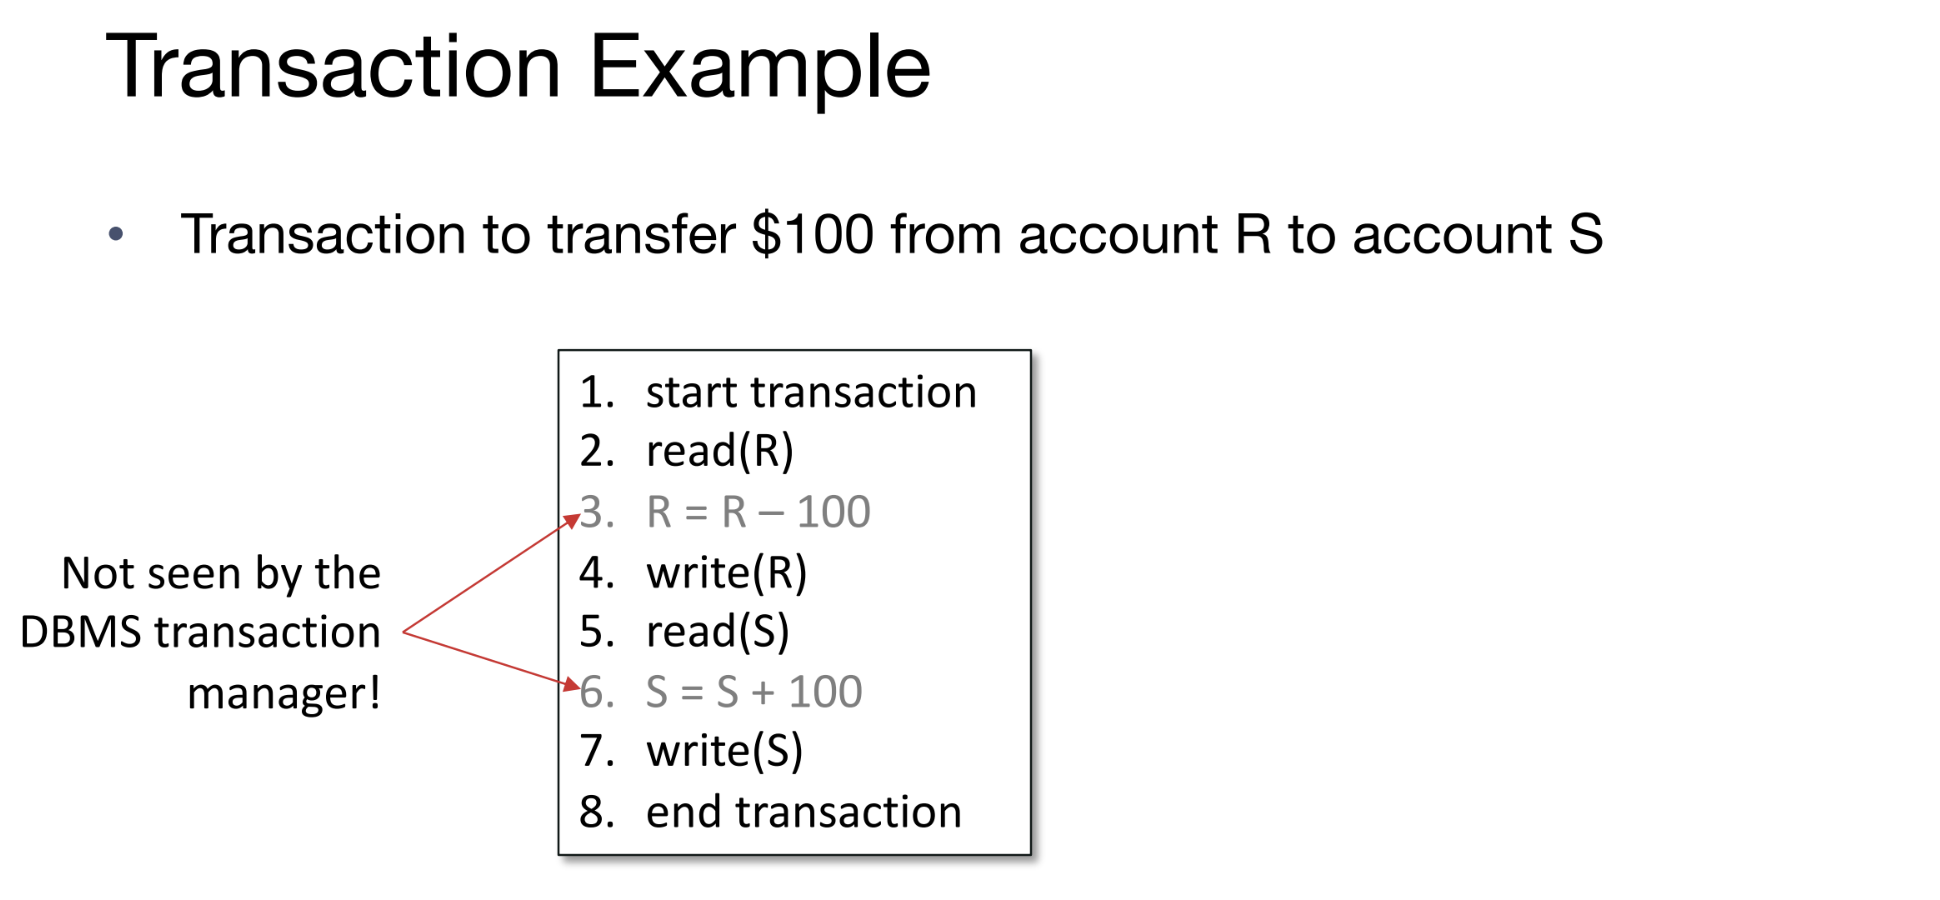 Transaction Example
• Transaction to transfer $100 from account R to account S
1. start transaction
2. read(R)
3. R = R – 100
4. write(R)
5. read(S)
6. S = S + 100
7. write(S)
8. end transaction
Not seen by the
DBMS transaction
manager!